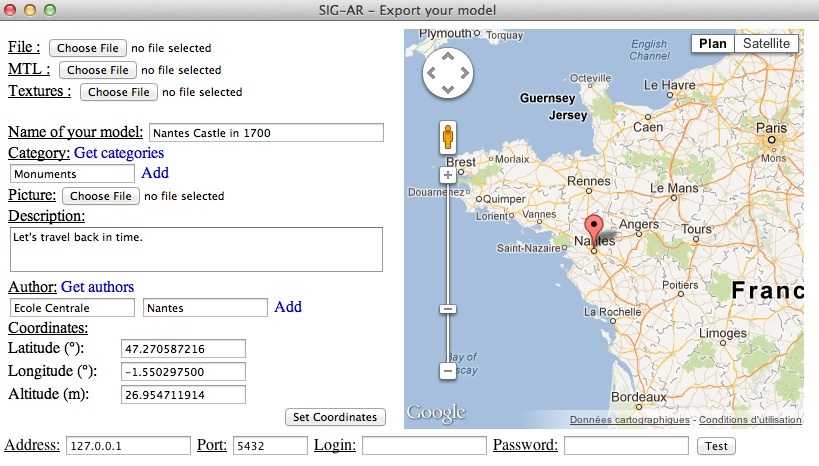 SIG-AR - Export your model
File : Choose File no file selected
MTL : Choose File no file selected
Textures : Choose File no file selected
Name of your model: Nantes Castle in 1700
Category: Get categories
Monuments Add
Picture: Choose File no file selected
Description:
Let's travel back in time.
Author: Get authors
Ecole Centrale Nantes Add
Coordinates:
Latitude (°): 47.270587216
Longitude (°): -1.550297500
Altitude (m): 26.954711914
Set Coordinates
Plymouth Torquay
English
Channel
Plan Satellite
Octeville
Le Havre
Guernsey
Jersey
Caen
Paris
Mons
Brest
Morlaix
Rennes
Douarnenez
Quimper
Le Mans
Lorient
Vannes
Angers
Tours
Saint-Nazaire
Nantes
Poitiers
Franc
La Rochelle
Limoges
Bay of
Biscay
Bordeaux
Google
Données cartographiques - Conditions d'utilisation
Address: 127.0.0.1 Port: 5432 Login: Password: Test